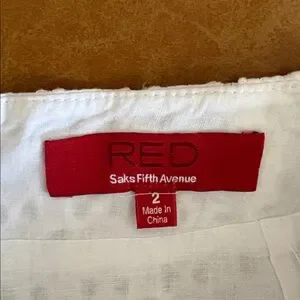 RED
Saks Fifth Avenue
2
Made In
China